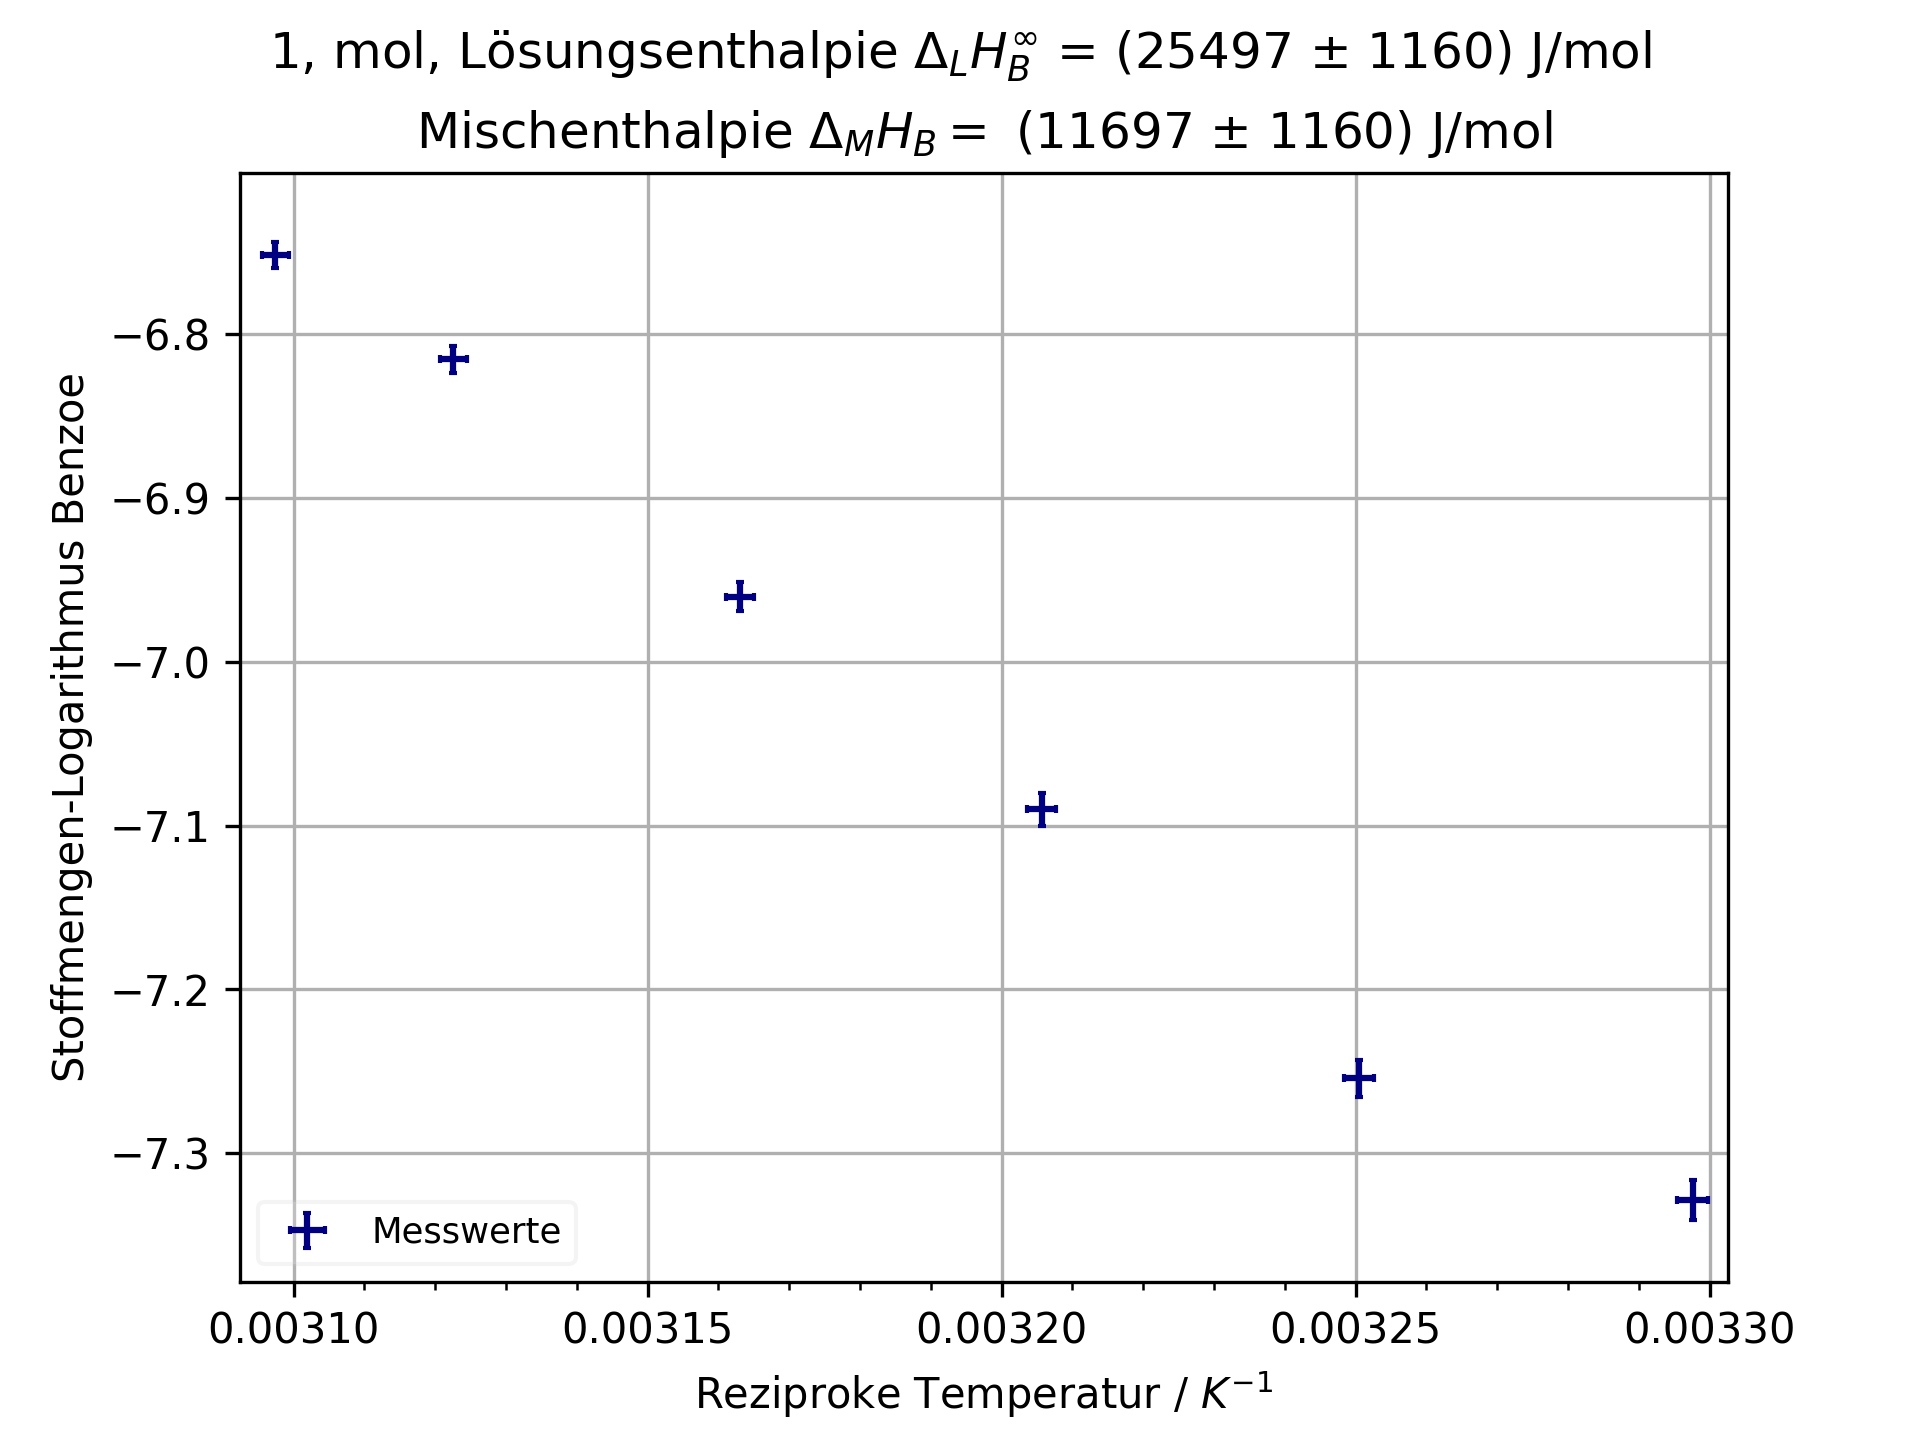 1, mol, Lösungsenthalpie Δ_L H_B^∞ = (25497 ± 1160) J/mol
Mischenthalpie Δ_M H_B = (11697 ± 1160) J/mol
Stoffmengen-Logarithmus Benzoe
−6.8
−6.9
−7.0
−7.1
−7.2
−7.3
Messwerte
0.00310 0.00315 0.00320 0.00325 0.00330
Reziproke Temperatur / K⁻¹